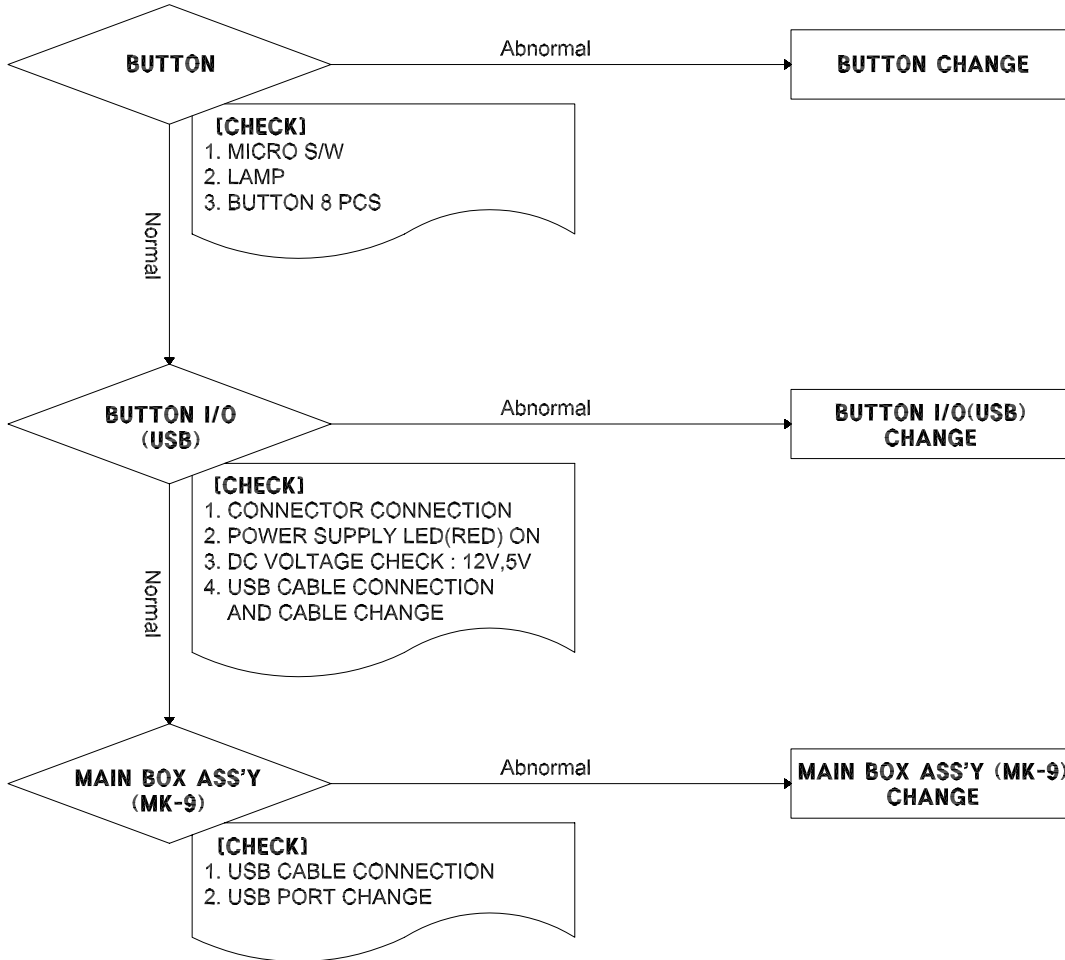 BUTTON
Abnormal
BUTTON CHANGE
[CHECK]
1. MICRO S/W
2. LAMP
3. BUTTON 8 PCS
Normal
BUTTON I/O
(USB)
Abnormal
BUTTON I/O(USB)
CHANGE
[CHECK]
1. CONNECTOR CONNECTION
2. POWER SUPPLY LED(RED) ON
3. DC VOLTAGE CHECK : 12V,5V
4. USB CABLE CONNECTION
AND CABLE CHANGE
Normal
MAIN BOX ASS'Y
(MK-9)
Abnormal
MAIN BOX ASS'Y (MK-9)
CHANGE
[CHECK]
1. USB CABLE CONNECTION
2. USB PORT CHANGE